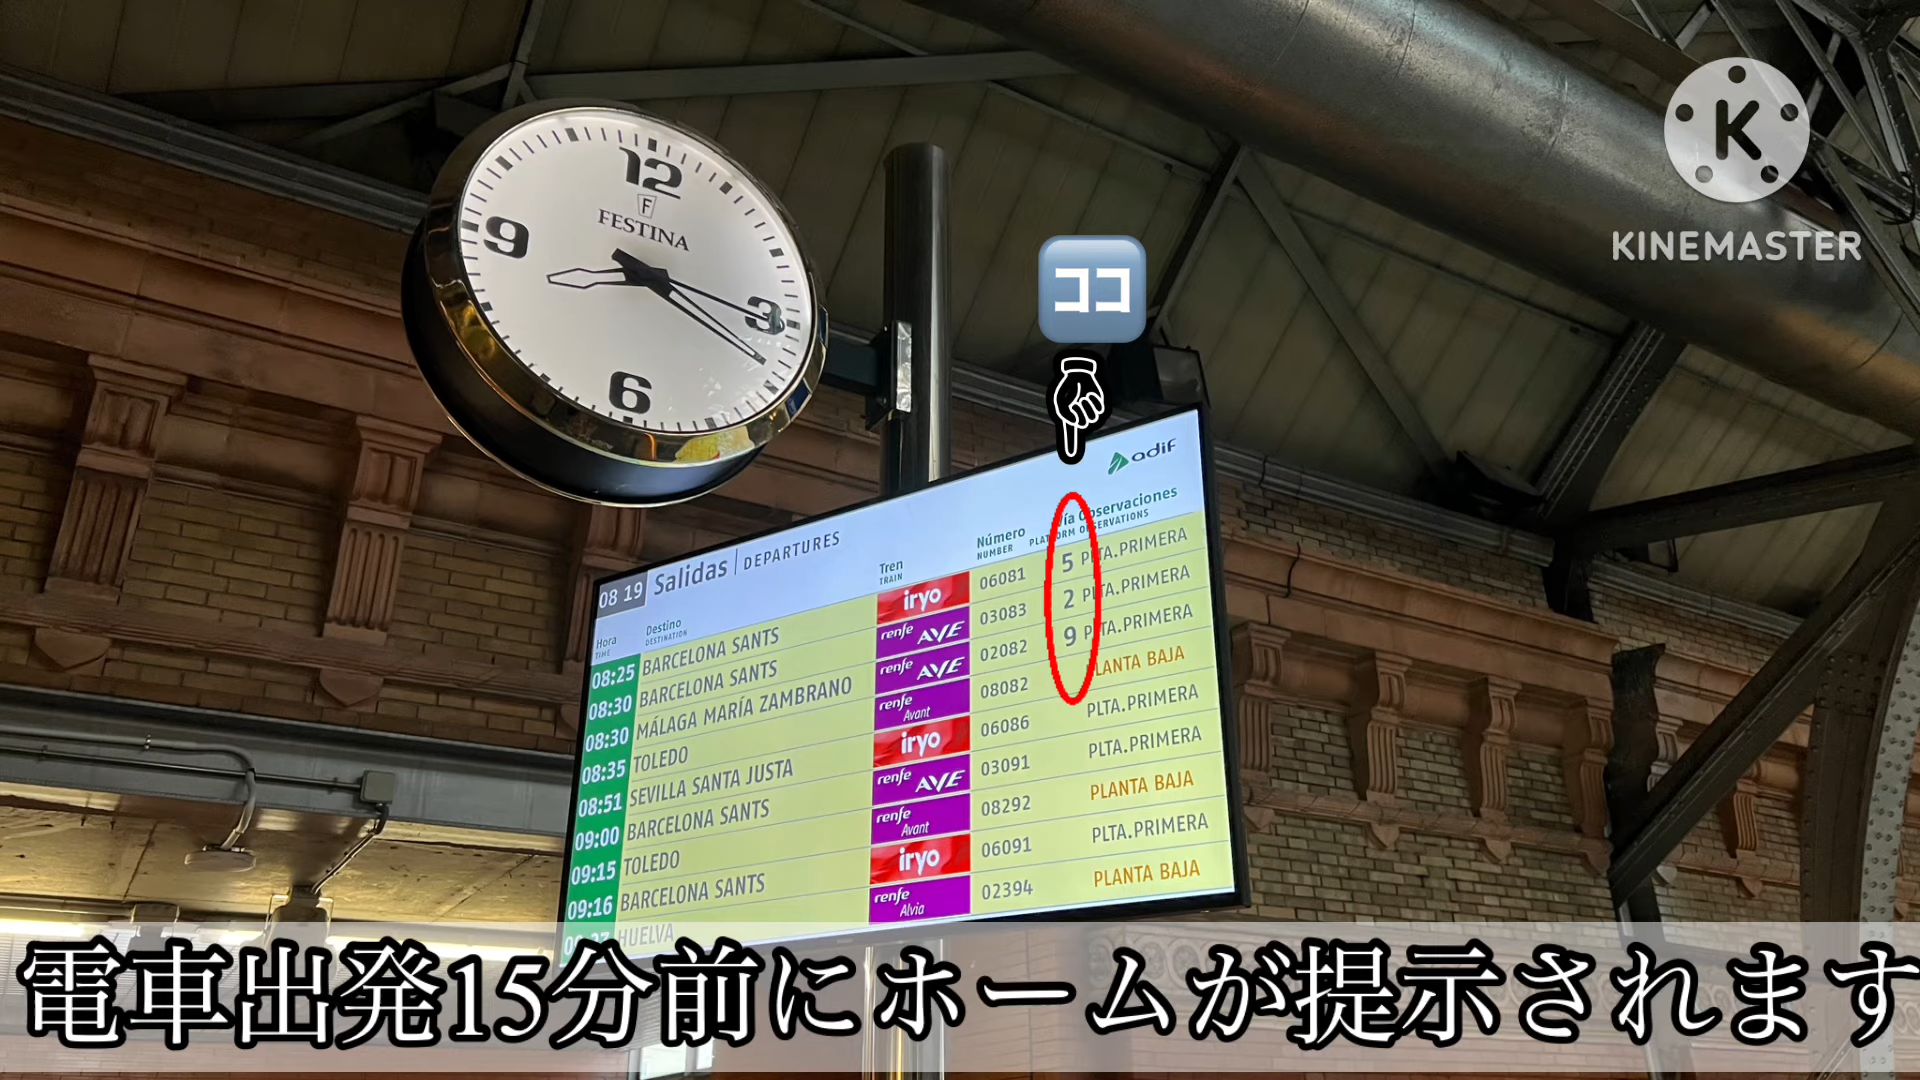 12
F
FESTINA
9
3
6
K
KINEMASTER
ココ
adif
08 19 Salidas DEPARTURES
Hora Destino Tren Número Vía Observaciones
TIME DESTINATION TRAIN NUMBER PLATFORM OBSERVATIONS
08:25 BARCELONA SANTS iryo 06081 5 PLTA.PRIMERA
08:30 BARCELONA SANTS renfe AVE 03083 2 PLTA.PRIMERA
08:30 MÁLAGA MARÍA ZAMBRANO renfe AVE 02082 9 PLTA.PRIMERA
08:35 TOLEDO renfe Avant 08082 PLANTA BAJA
08:51 SEVILLA SANTA JUSTA iryo 06086 PLTA.PRIMERA
09:00 BARCELONA SANTS renfe AVE 03091 PLTA.PRIMERA
09:15 TOLEDO renfe Avant 08292 PLANTA BAJA
09:16 BARCELONA SANTS iryo 06091 PLTA.PRIMERA
HUELVA renfe Alvia 02394 PLANTA BAJA
電車出発15分前にホームが提示されます